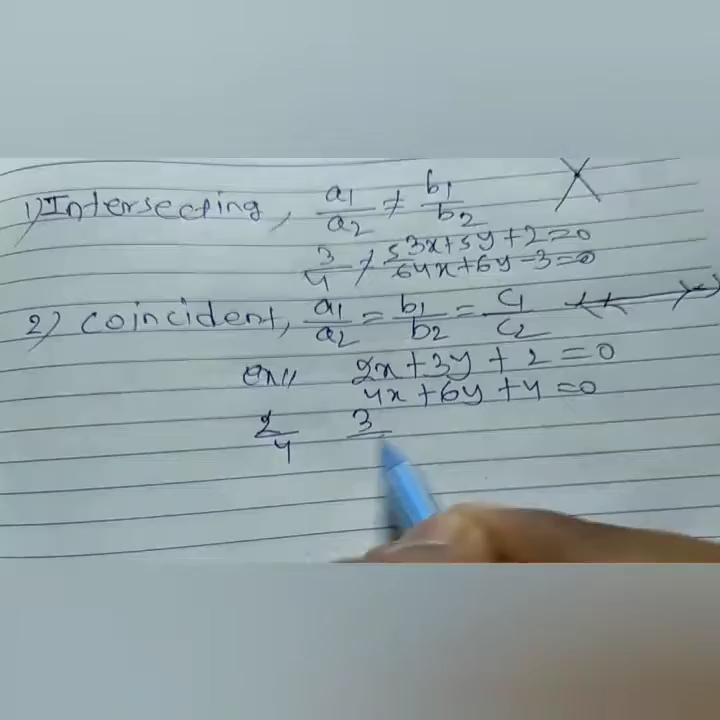 1) Intersecting, a1/a2 ≠ b1/b2
3/4 ≠ 5/6 3x+5y+2=0
4x+6y-3=0
2) Coincident, a1/a2 = b1/b2 = c1/c2
ex11 2x+3y+2=0
4x+6y+4=0
2/4 3/